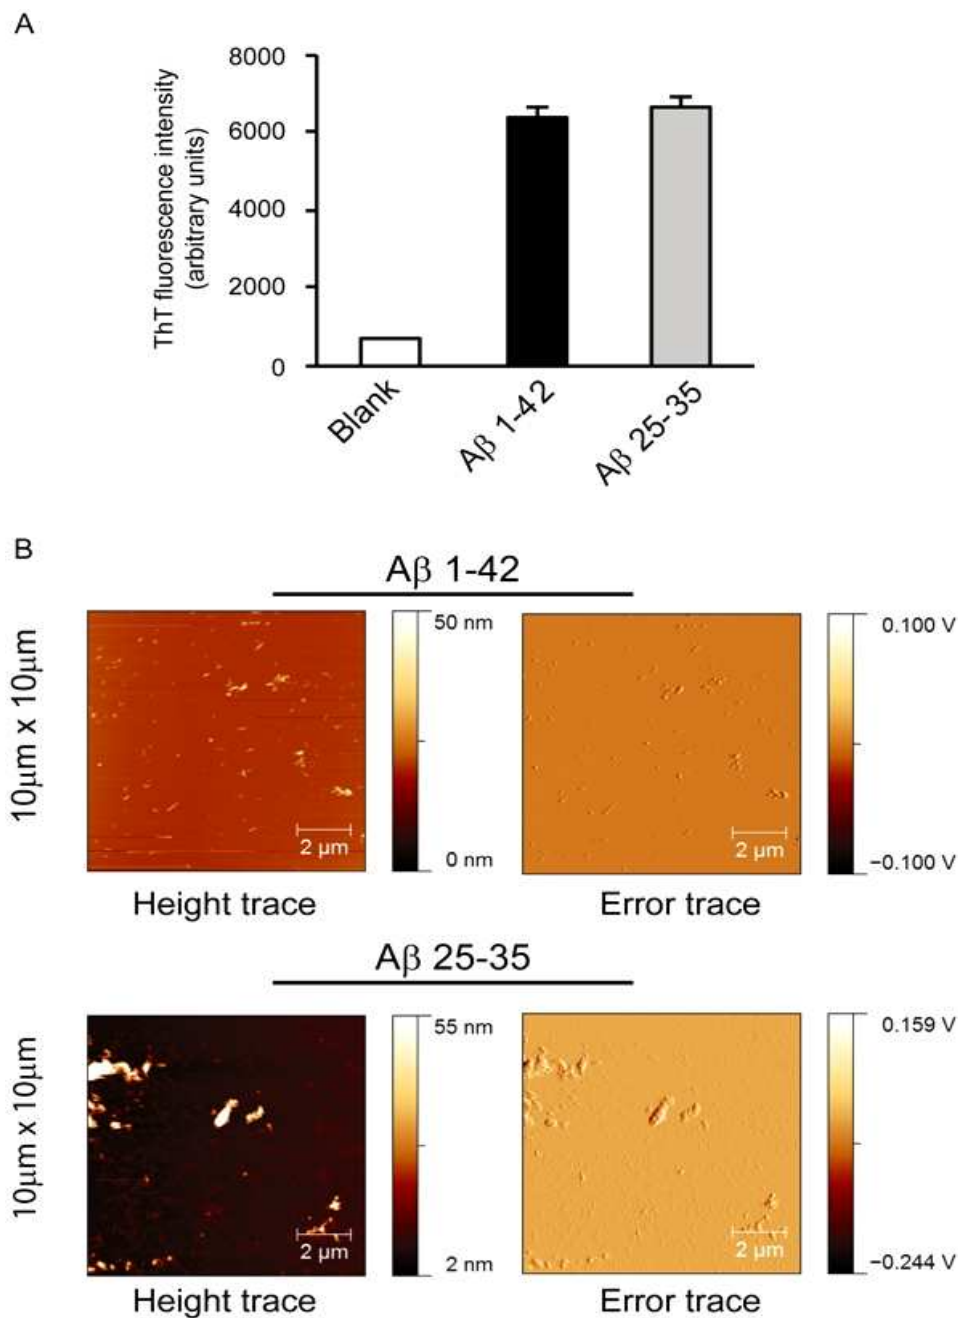 A
ThT fluorescence intensity
(arbitrary units)
8000
6000
4000
2000
0
Blank
Aβ 1-42
Aβ 25-35
B
Aβ 1-42
10μm x 10μm
50 nm
0 nm
2 μm
0.100 V
−0.100 V
2 μm
Height trace
Error trace
Aβ 25-35
10μm x 10μm
55 nm
2 nm
2 μm
0.159 V
−0.244 V
2 μm
Height trace
Error trace